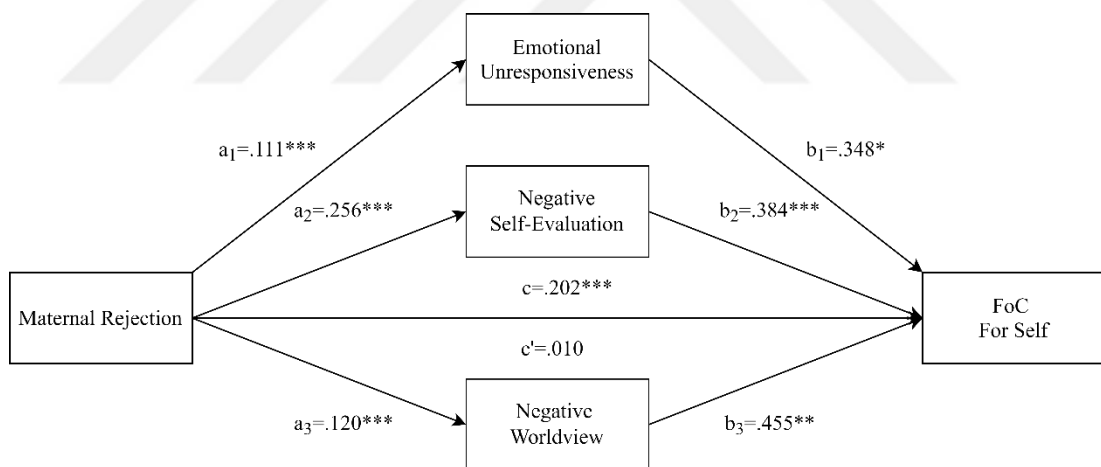 Emotional
Unresponsiveness
a1=.111***
b1=.348*
Negative
Self-Evaluation
a2=.256***
b2=.384***
Maternal Rejection
c=.202***
c'=.010
FoC
For Self
Negative
Worldview
a3=.120***
b3=.455**